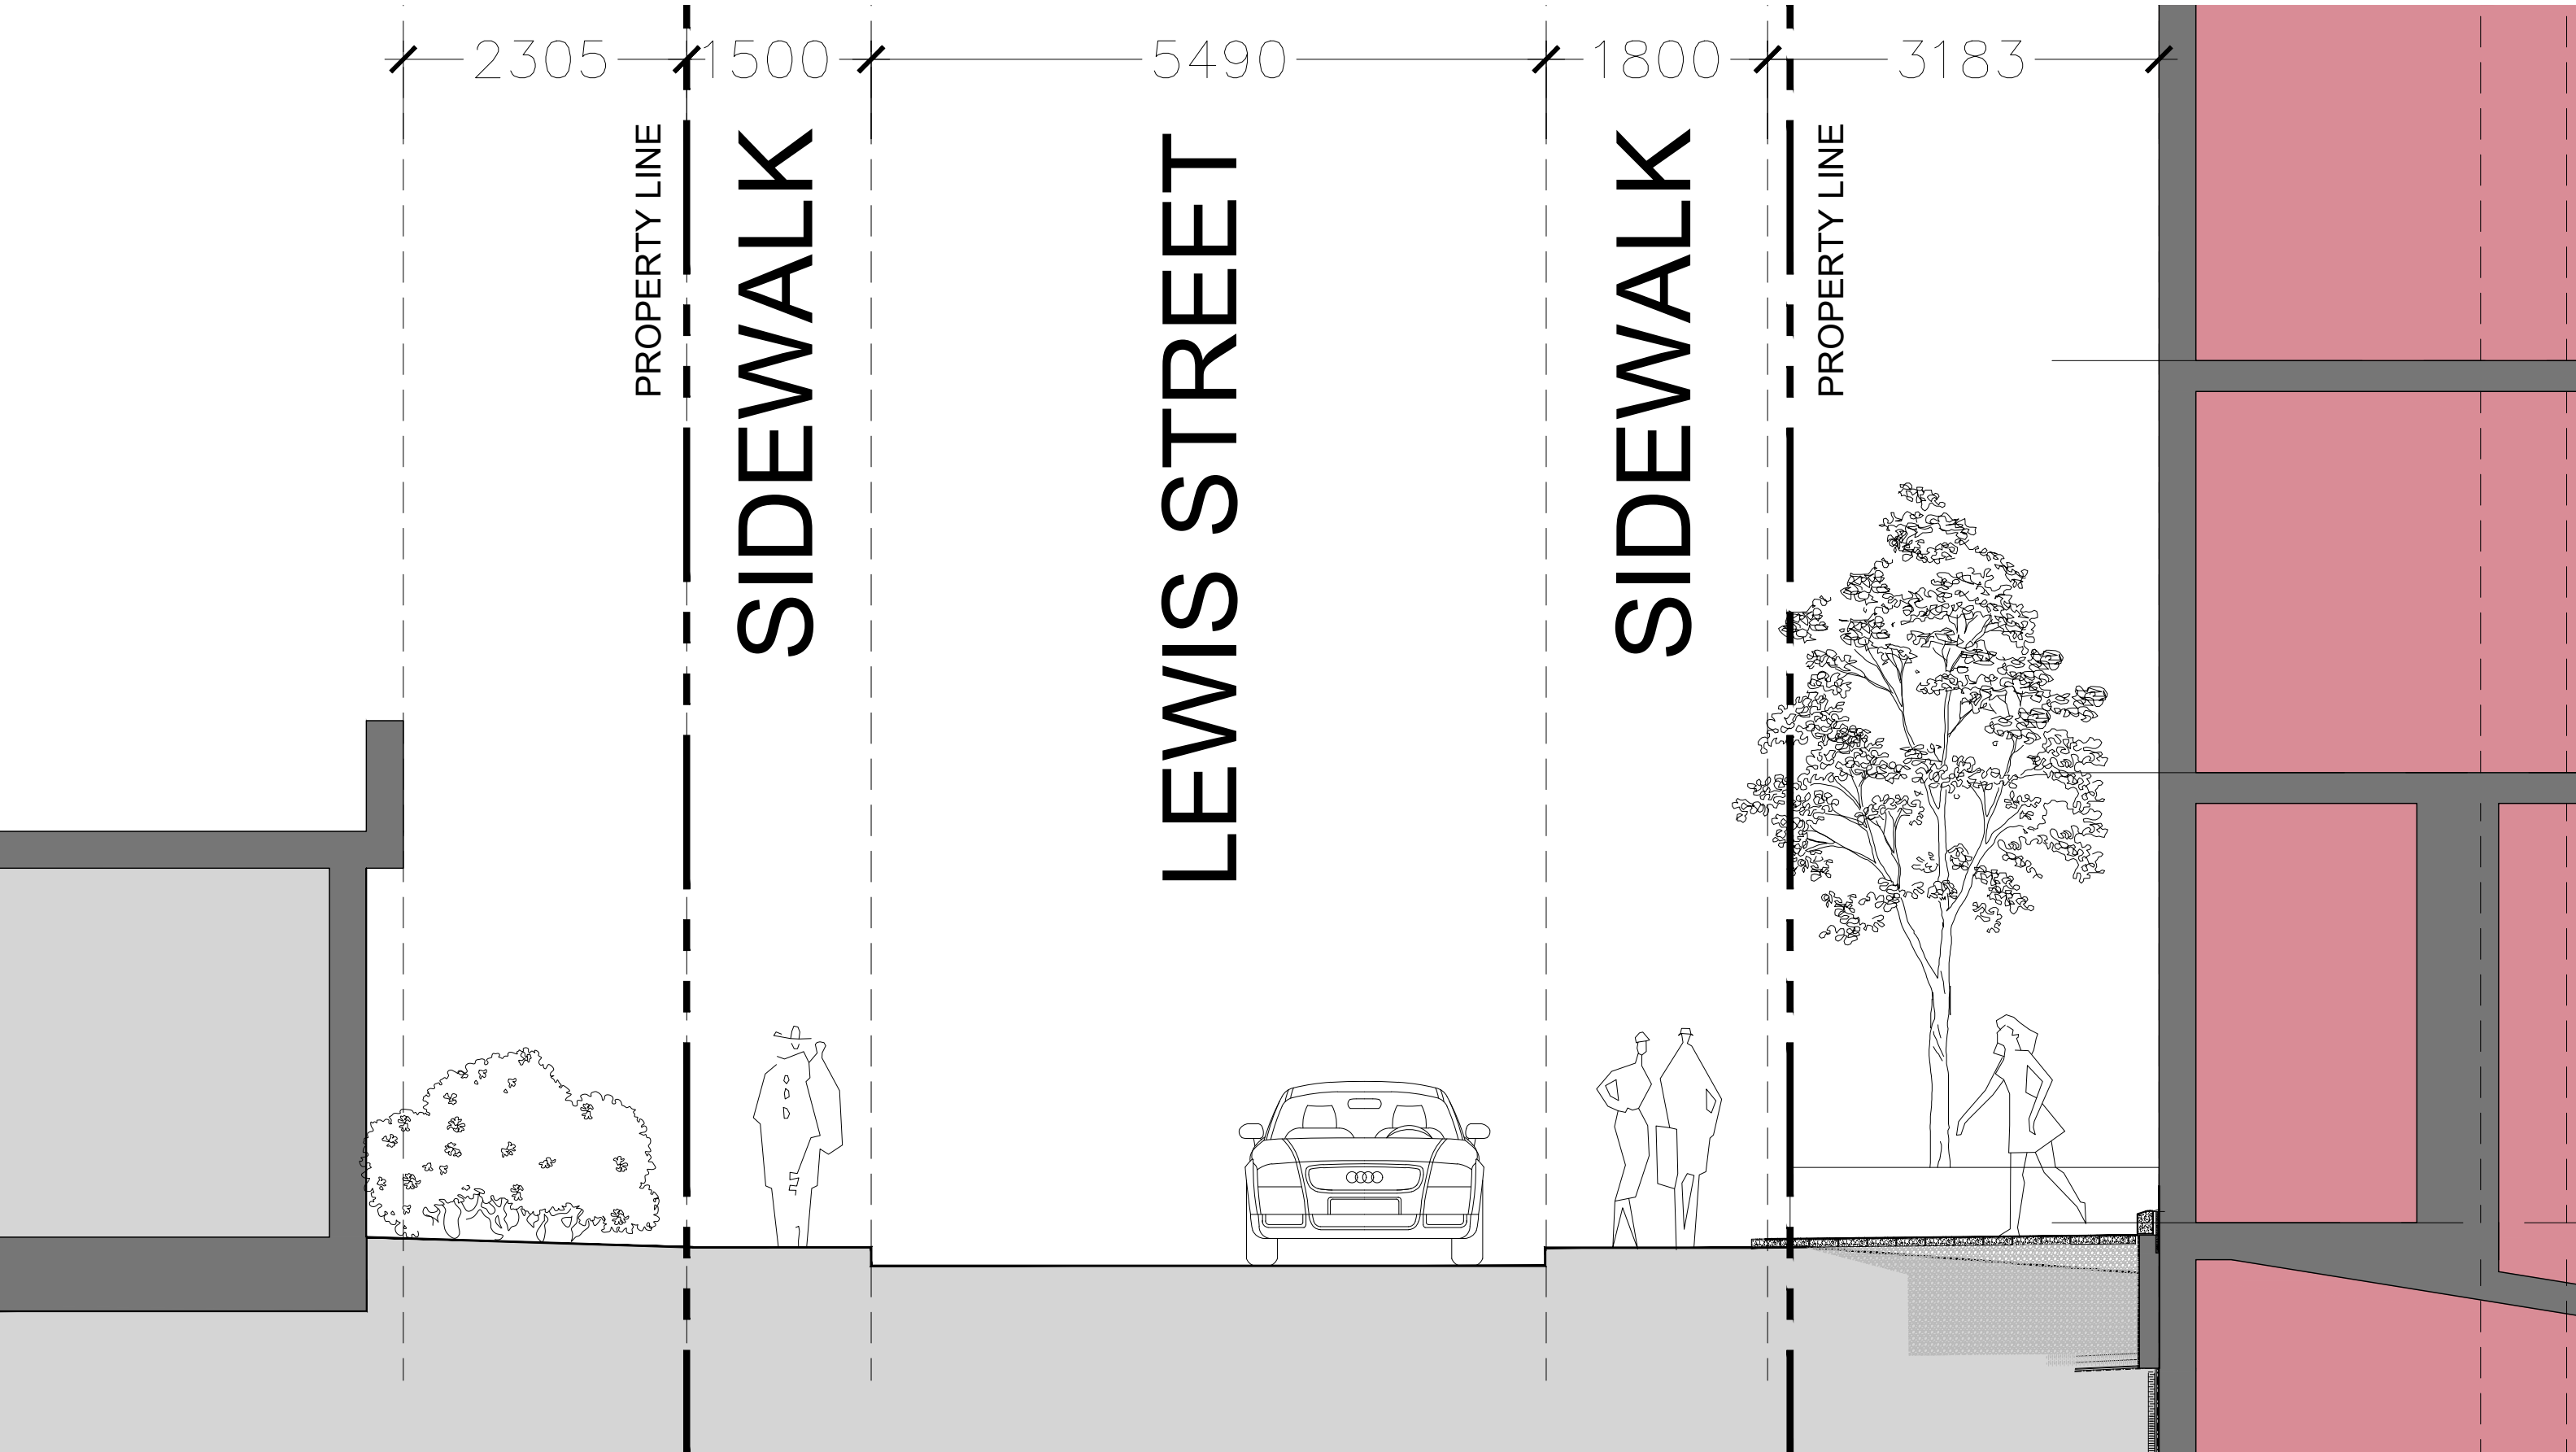 2305
1500
5490
1800
3183
PROPERTY LINE
SIDEWALK
LEWIS STREET
SIDEWALK
PROPERTY LINE